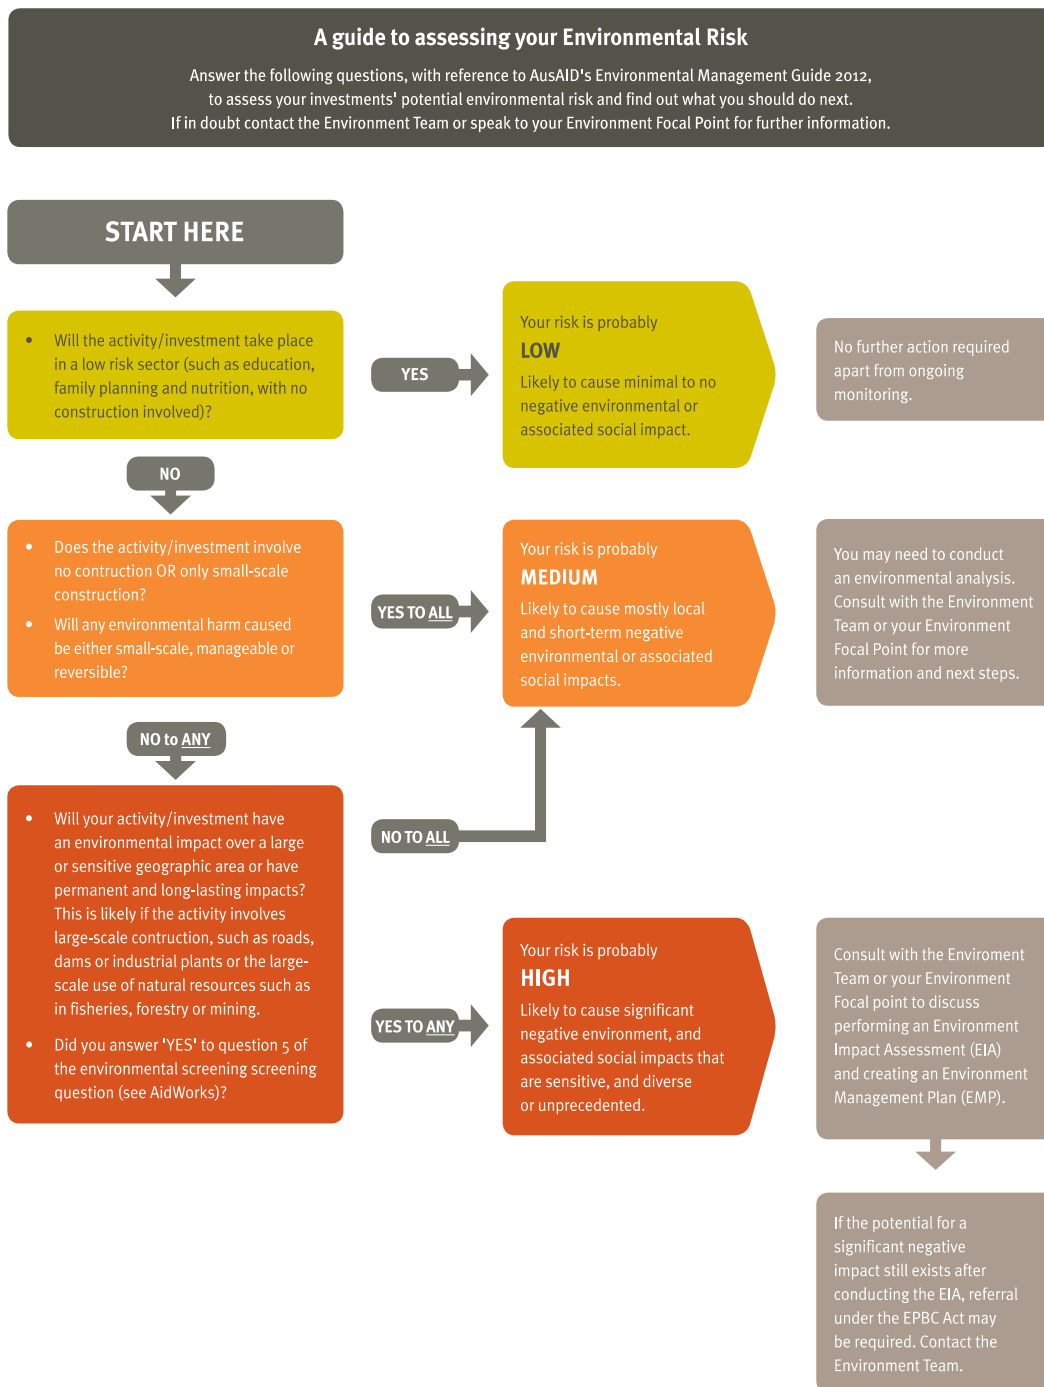 A guide to assessing your Environmental Risk
Answer the following questions, with reference to AusAID's Environmental Management Guide 2012,
to assess your investments' potential environmental risk and find out what you should do next.
If in doubt contact the Environment Team or speak to your Environment Focal Point for further information.
START HERE
• Will the activity/investment take place
in a low risk sector (such as education,
family planning and nutrition, with no
construction involved)?
YES
Your risk is probably
LOW
Likely to cause minimal to no
negative environmental or
associated social impact.
No further action required
apart from ongoing
monitoring.
NO
• Does the activity/investment involve
no contruction OR only small-scale
construction?
• Will any environmental harm caused
be either small-scale, manageable or
reversible?
YES TO ALL
Your risk is probably
MEDIUM
Likely to cause mostly local
and short-term negative
environmental or associated
social impacts.
You may need to conduct
an environmental analysis.
Consult with the Environment
Team or your Environment
Focal Point for more
information and next steps.
NO to ANY
• Will your activity/investment have
an environmental impact over a large
or sensitive geographic area or have
permanent and long-lasting impacts?
This is likely if the activity involves
large-scale contruction, such as roads,
dams or industrial plants or the large-
scale use of natural resources such as
in fisheries, forestry or mining.
• Did you answer 'YES' to question 5 of
the environmental screening screening
question (see AidWorks)?
NO TO ALL
YES TO ANY
Your risk is probably
HIGH
Likely to cause significant
negative environment, and
associated social impacts that
are sensitive, and diverse
or unprecedented.
Consult with the Enviroment
Team or your Environment
Focal point to discuss
performing an Environment
Impact Assessment (EIA)
and creating an Environment
Management Plan (EMP).
If the potential for a
significant negative
impact still exists after
conducting the EIA, referral
under the EPBC Act may
be required. Contact the
Environment Team.